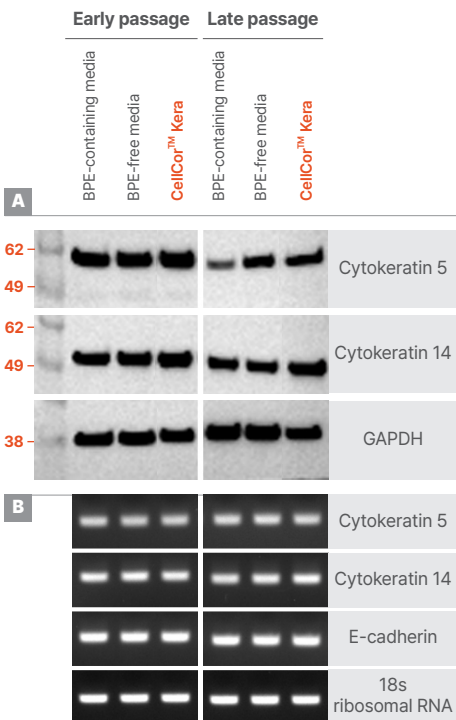 Early passage Late passage
BPE-containing media
BPE-free media
CellCor™ Kera
BPE-containing media
BPE-free media
CellCor™ Kera
A
62
49
Cytokeratin 5
62
49
Cytokeratin 14
38
GAPDH
B
Cytokeratin 5
Cytokeratin 14
E-cadherin
18s
ribosomal RNA